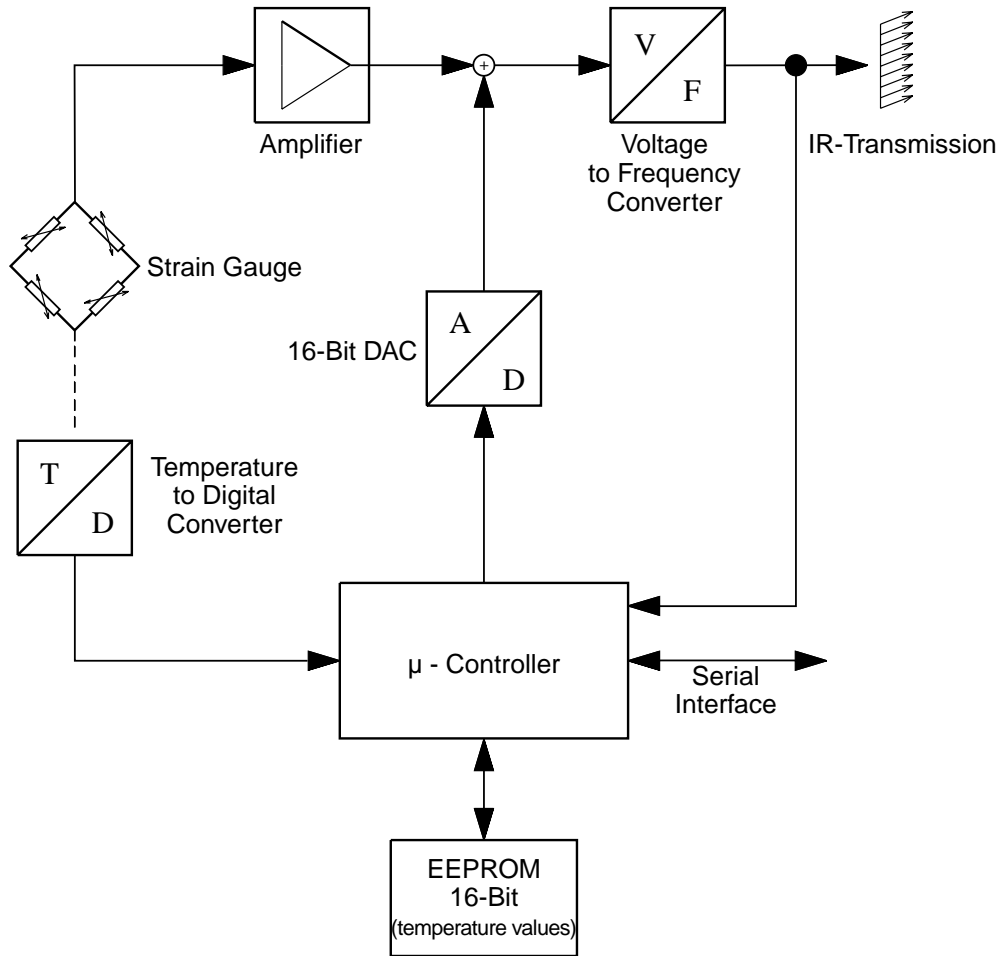 V
F
+
Amplifier
Voltage
to Frequency
Converter
IR-Transmission
Strain Gauge
16-Bit DAC
A
D
T
D
Temperature
to Digital
Converter
µ - Controller
Serial
Interface
EEPROM
16-Bit
(temperature values)